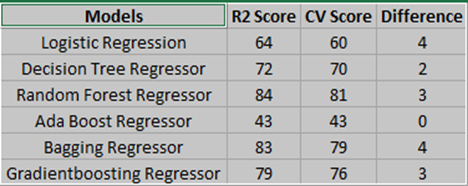 Models R2 Score CV Score Difference
Logistic Regression 64 60 4
Decision Tree Regressor 72 70 2
Random Forest Regressor 84 81 3
Ada Boost Regressor 43 43 0
Bagging Regressor 83 79 4
Gradientboosting Regressor 79 76 3